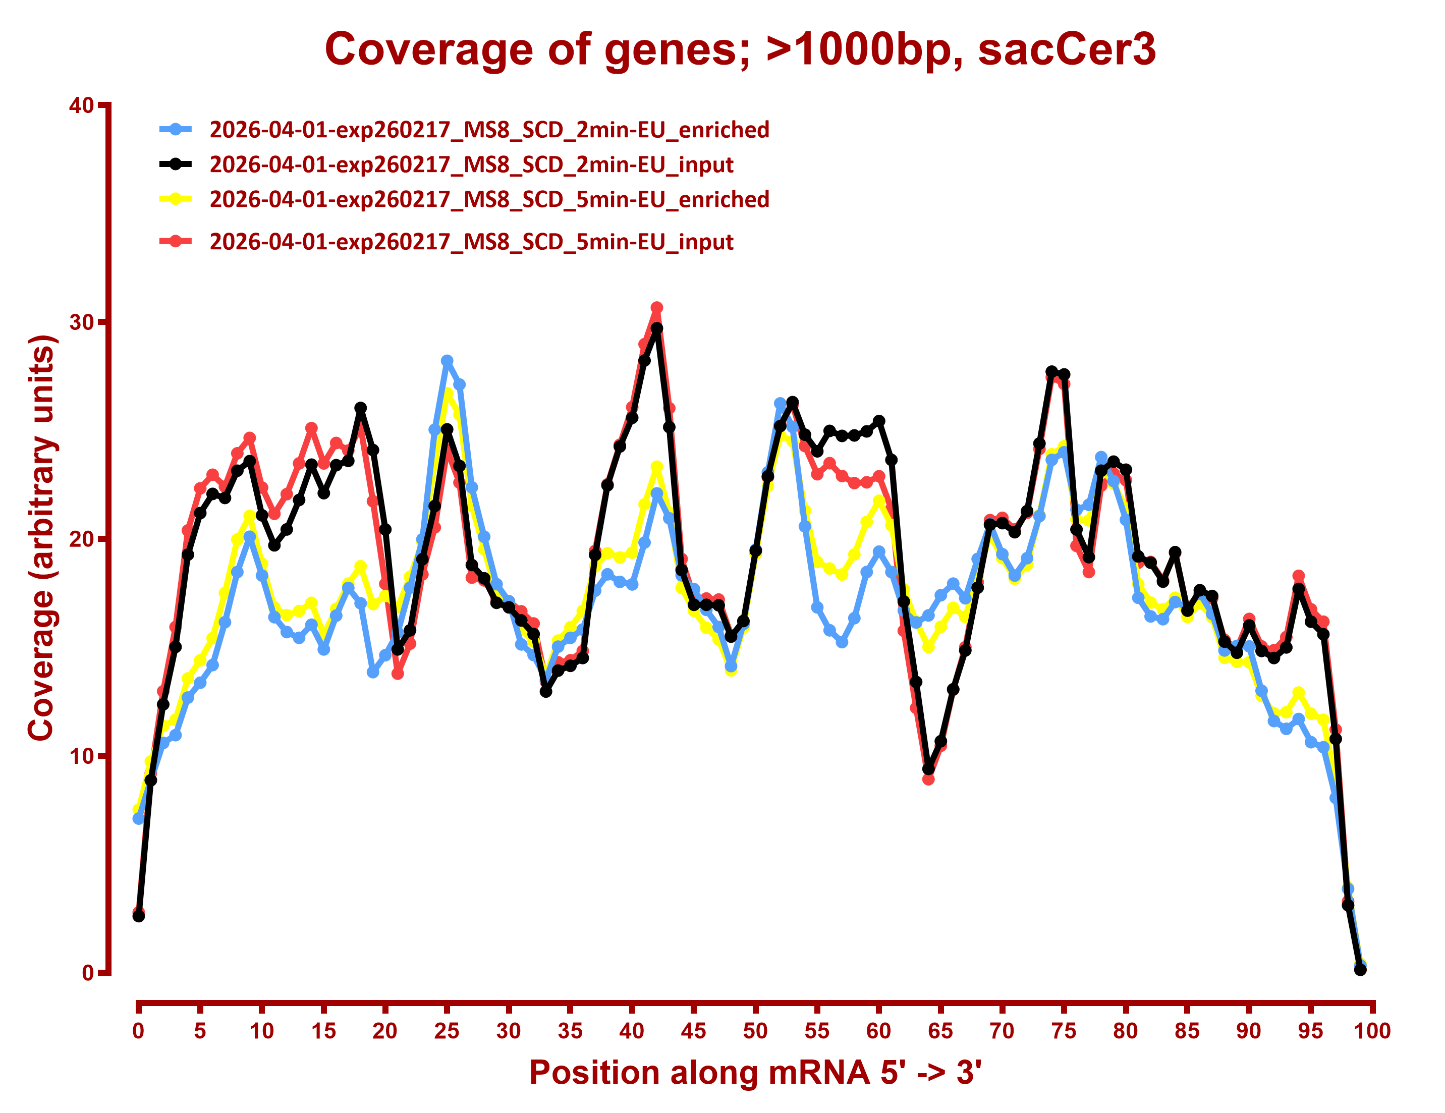 Coverage of genes; >1000bp, sacCer3
40
30
20
10
0
Coverage (arbitrary units)
2026-04-01-exp260217_MS8_SCD_2min-EU_enriched
2026-04-01-exp260217_MS8_SCD_2min-EU_input
2026-04-01-exp260217_MS8_SCD_5min-EU_enriched
2026-04-01-exp260217_MS8_SCD_5min-EU_input
0 5 10 15 20 25 30 35 40 45 50 55 60 65 70 75 80 85 90 95 100
Position along mRNA 5' -> 3'